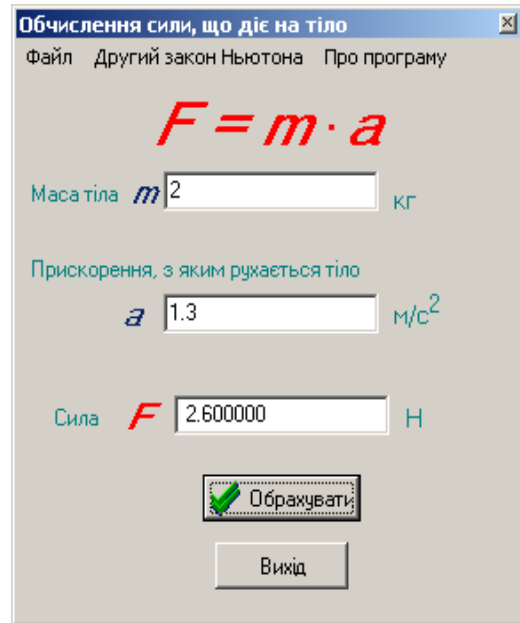 Обчислення сили, що діє на тіло
Файл Другий закон Ньютона Про програму
F = m · a
Маса тіла m 2 кг
Прискорення, з яким рухається тіло
a 1.3 м/с²
Сила F 2.600000 Н
Обрахувати
Вихід